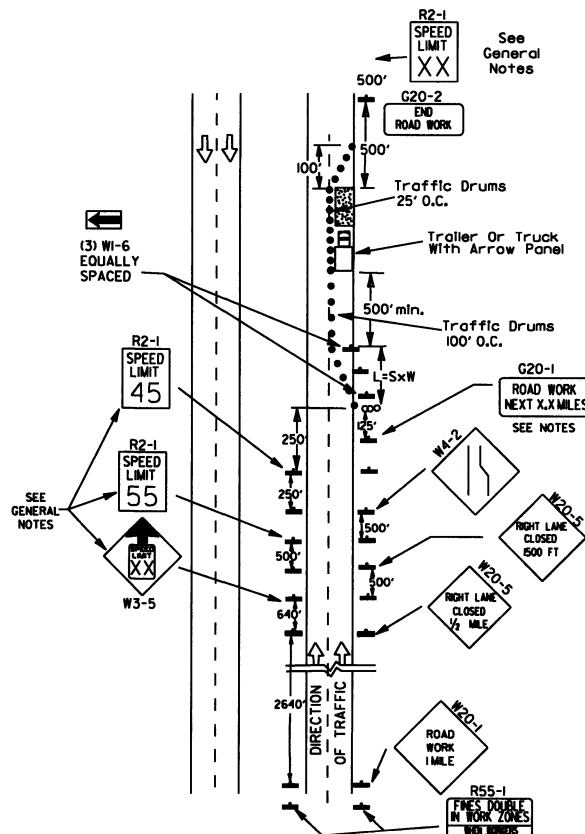 R2-1
SPEED
LIMIT
XX
See
General
Notes
500'
G20-2
END
ROAD WORK
100'
500'
Traffic Drums
25' O.C.
(3) W1-6
EQUALLY
SPACED
Trailer Or Truck
With Arrow Panel
500' min.
Traffic Drums
100' O.C.
R2-1
SPEED
LIMIT
45
L=SxW
G20-1
ROAD WORK
NEXT X.X MILES
SEE NOTES
125'
250'
W4-2
R2-1
SPEED
LIMIT
55
250'
SEE
GENERAL
NOTES
500'
500'
W20-5
RIGHT LANE
CLOSED
1500 FT
SPEED
LIMIT
XX
W3-5
500'
640'
W20-5
RIGHT LANE
CLOSED
1/2 MILE
2640'
DIRECTION
OF TRAFFIC
W20-1
ROAD
WORK
1 MILE
R55-1
FINES DOUBLE
IN WORK ZONES
WHEN WORKERS